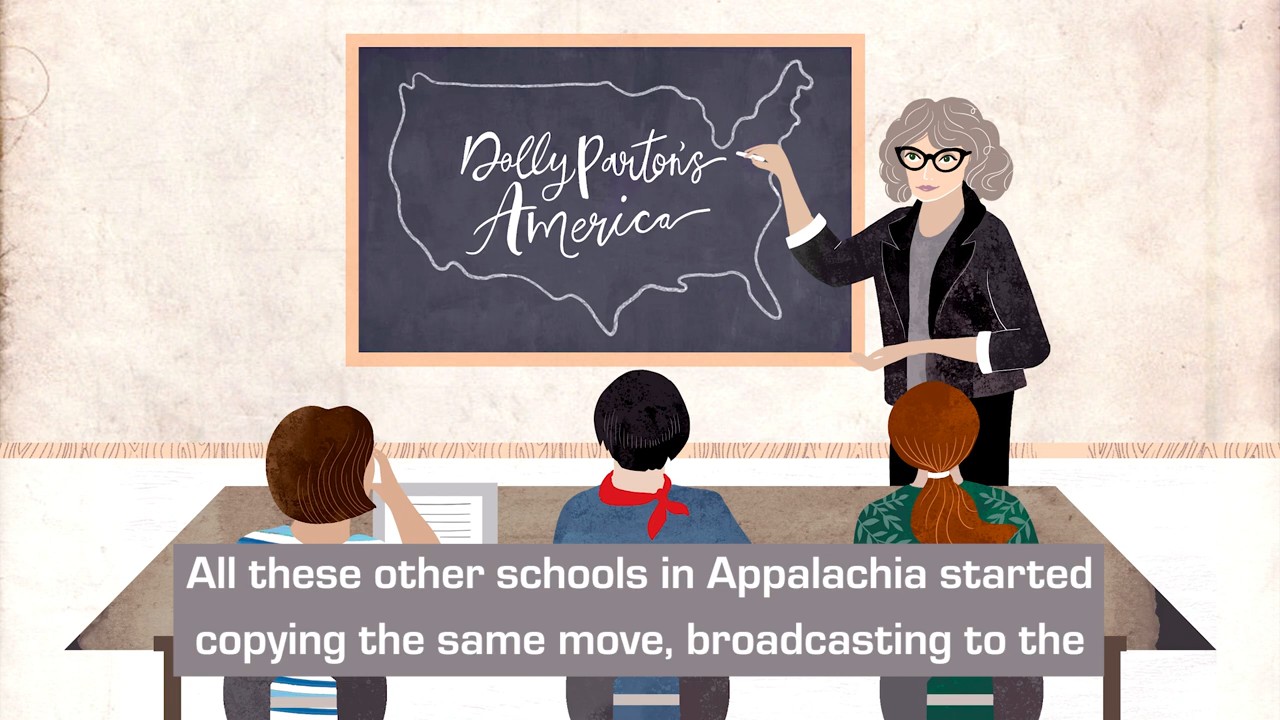 Dolly Parton's
America
All these other schools in Appalachia started
copying the same move, broadcasting to the